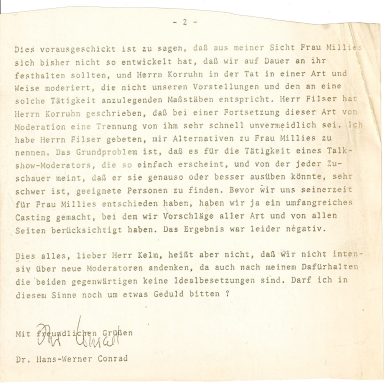 - 2 -
Dies vorausgeschickt ist zu sagen, daß aus meiner Sicht Frau Millies
sich bisher nicht so entwickelt hat, daß wir auf Dauer an ihr
festhalten sollten, und Herrn Korruhn in der Tat in einer Art und
Weise moderiert, die nicht unseren Vorstellungen und den an eine
solche Tätigkeit anzulegenden Maßstäben entspricht. Herr Filser hat
Herrn Korruhn geschrieben, daß bei einer Fortsetzung dieser Art von
Moderation eine Trennung von ihm sehr schnell unvermeidlich sei. Ich
habe Herrn Filser gebeten, mir Alternativen zu Frau Millies zu
nennen. Das Grundproblem ist, daß es für die Tätigkeit eines Talk-
show-Moderators, die so einfach erscheint, und von der jeder Zu-
schauer meint, daß er sie genauso oder besser ausüben könnte, sehr
schwer ist, geeignete Personen zu finden. Bevor wir uns seinerzeit
für Frau Millies entschieden haben, haben wir ja ein umfangreiches
Casting gemacht, bei dem wir Vorschläge aller Art und von allen
Seiten berücksichtigt haben. Das Ergebnis war leider negativ.
Dies alles, lieber Herr Kelm, heißt aber nicht, daß wir nicht inten-
siv über neue Moderatoren andenken, da auch nach meinem Dafürhalten
die beiden gegenwärtigen keine Idealbesetzungen sind. Darf ich in
diesem Sinne noch um etwas Geduld bitten ?
Mit freundlichen Grüßen
Dr. Hans-Werner Conrad